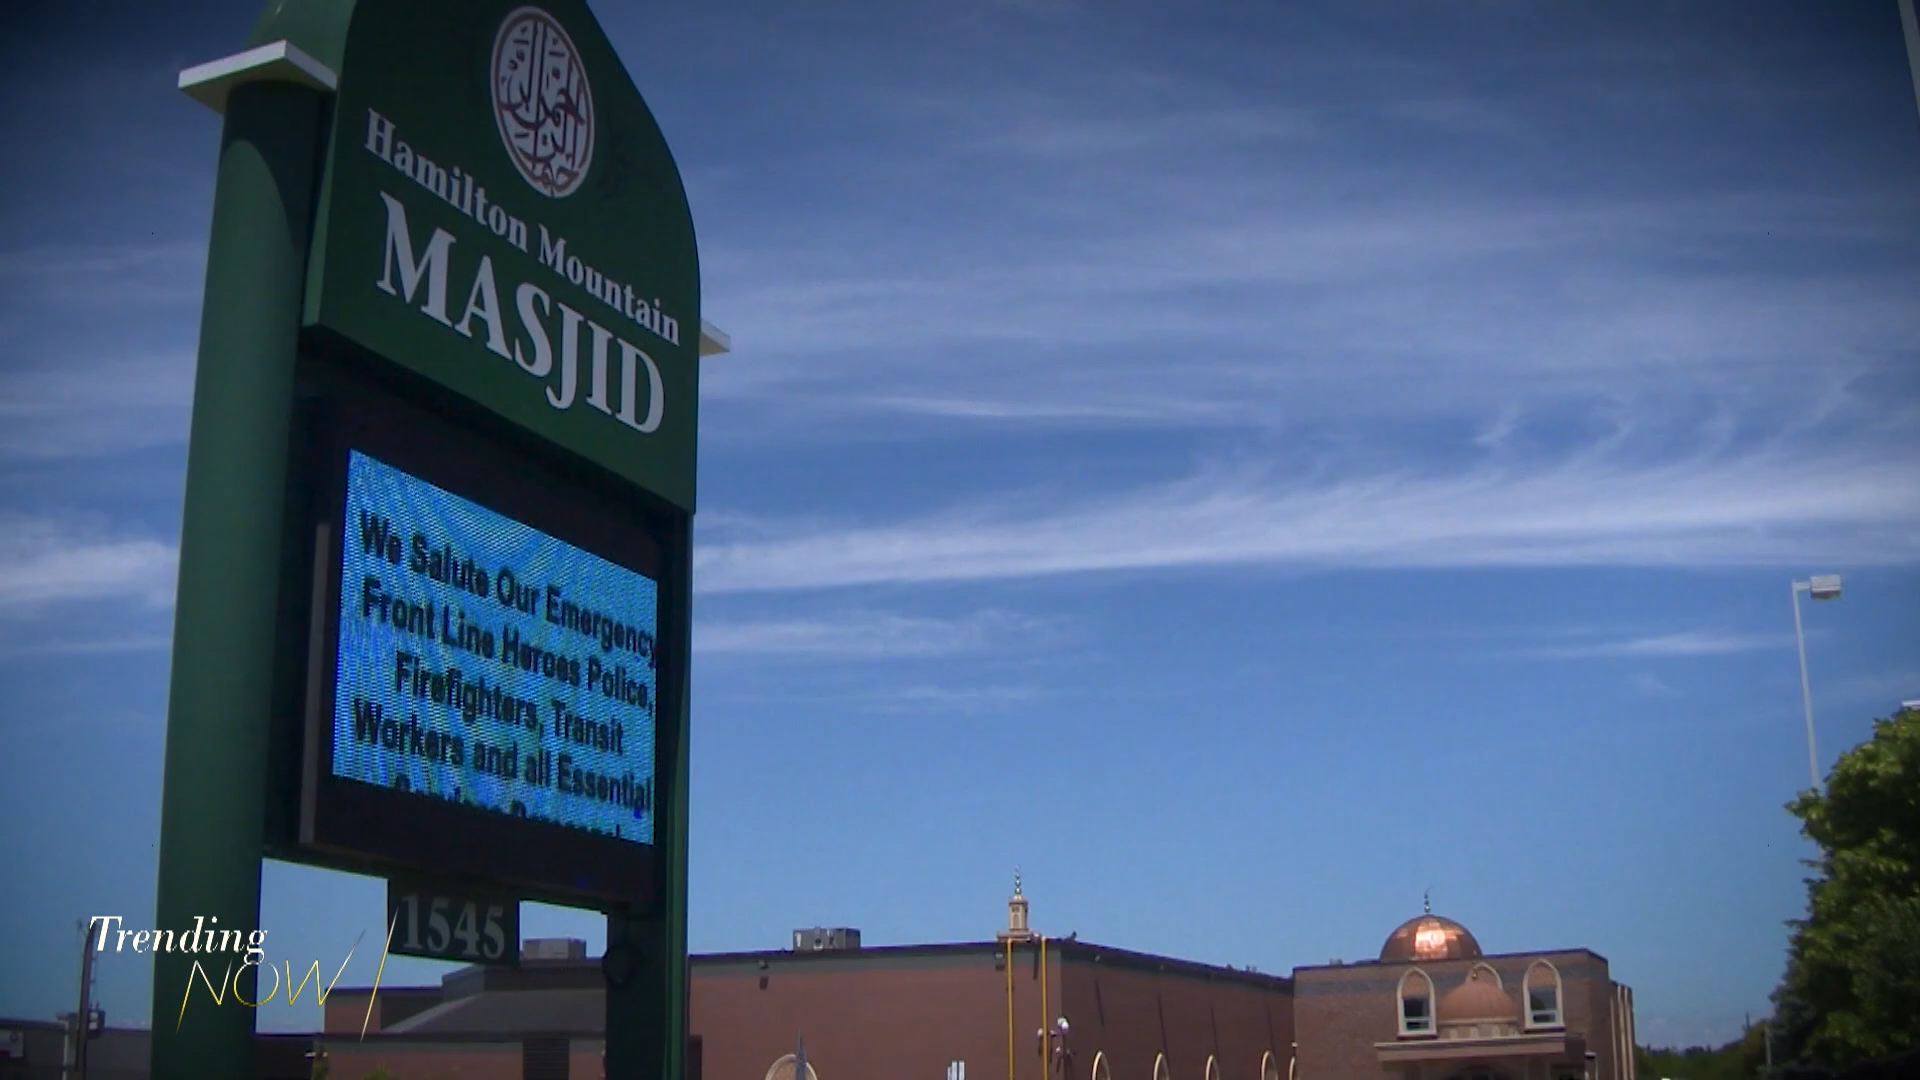 Hamilton Mountain
MASJID
We Salute Our Emergency
Front Line Heroes Police,
Firefighters, Transit
Workers and all Essential
1545
Trending
NOW